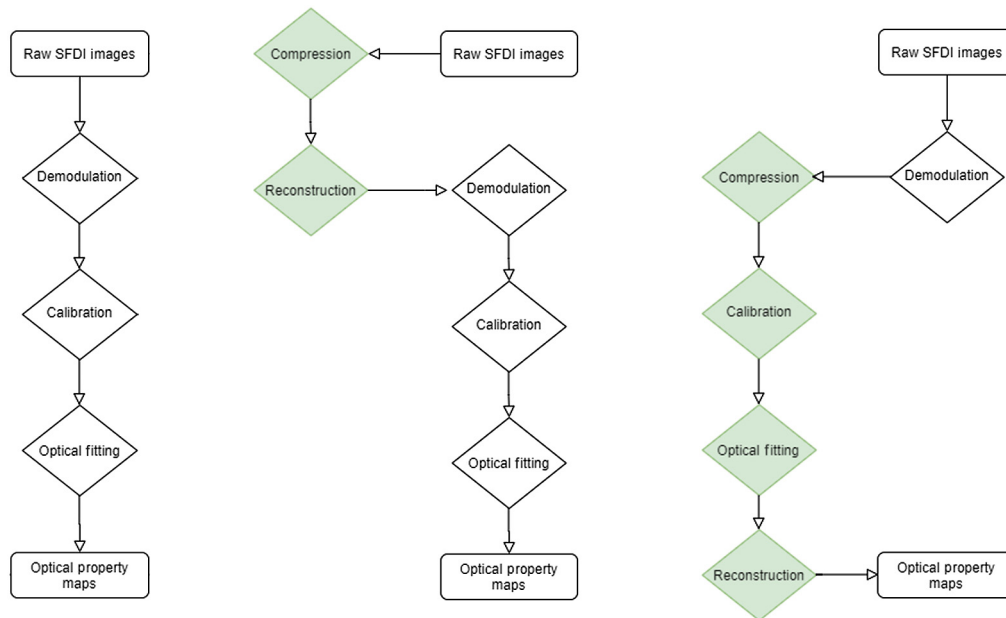 Raw SFDI images
Demodulation
Calibration
Optical fitting
Optical property
maps
Compression
Raw SFDI images
Reconstruction
Demodulation
Calibration
Optical fitting
Optical property
maps
Raw SFDI images
Compression
Demodulation
Calibration
Optical fitting
Reconstruction
Optical property
maps